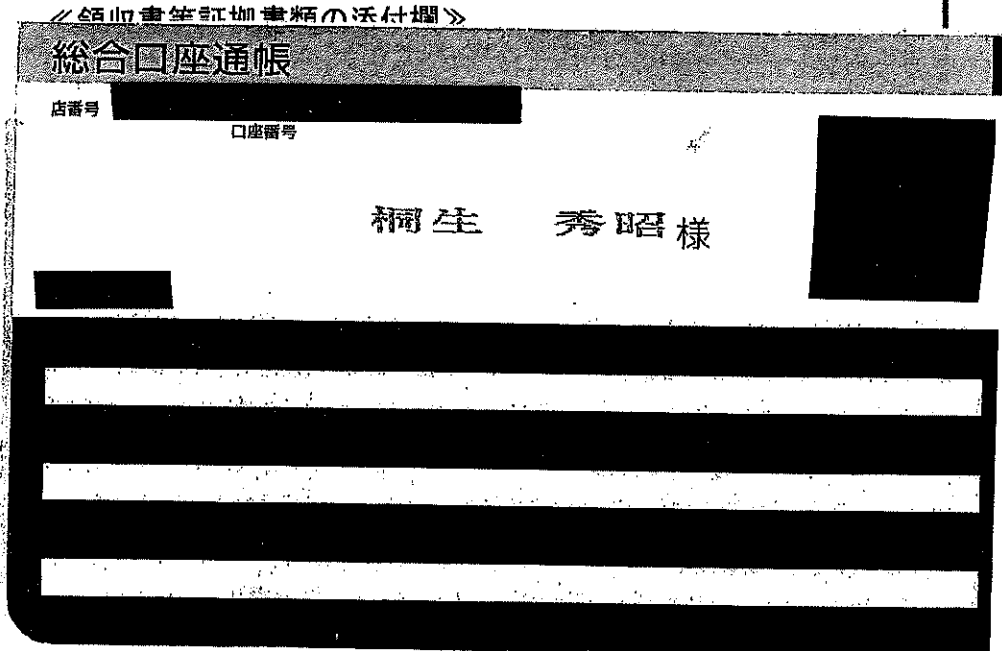 ≪領収書等証拠書類の添付欄≫
総合口座通帳
店番号
口座番号
桐生 秀昭様